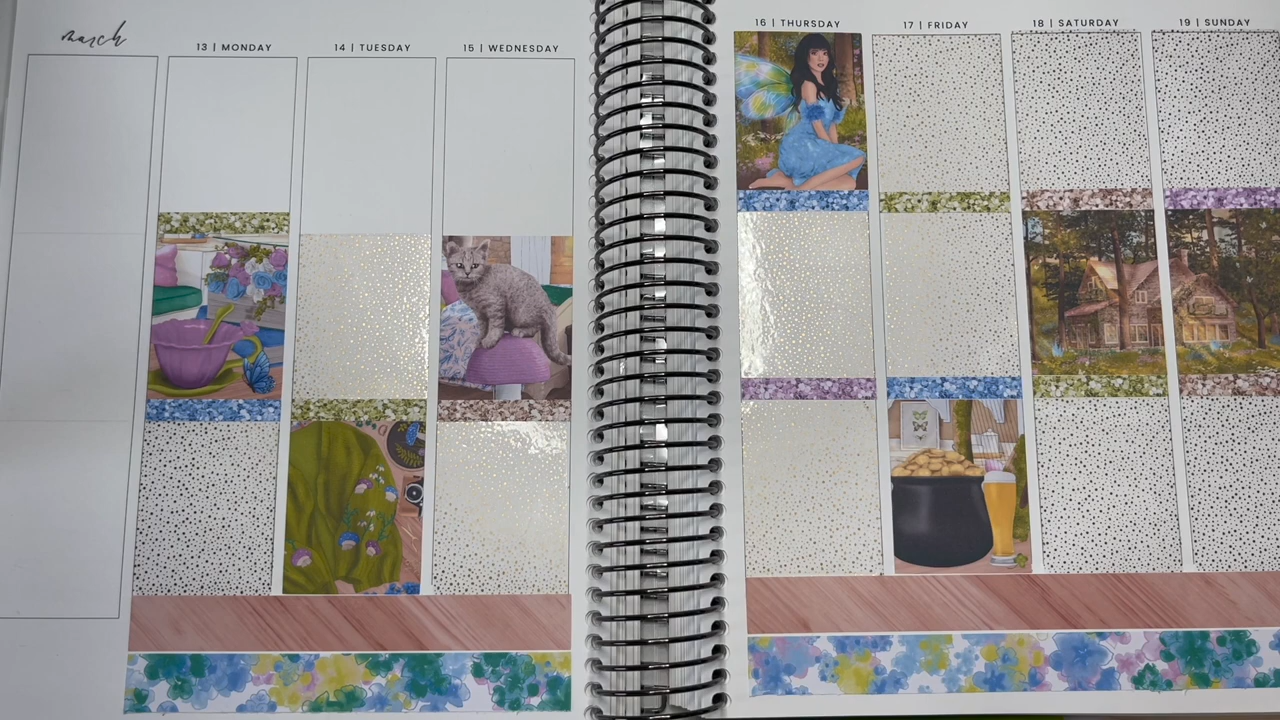 march
13 | MONDAY
14 | TUESDAY
15 | WEDNESDAY
16 | THURSDAY
17 | FRIDAY
18 | SATURDAY
19 | SUNDAY